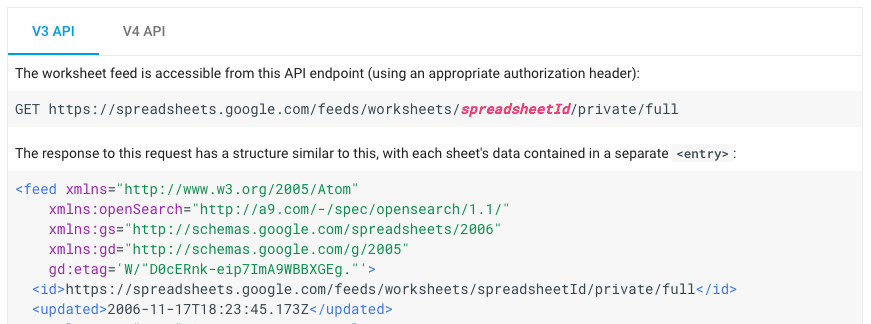 V3 API V4 API
The worksheet feed is accessible from this API endpoint (using an appropriate authorization header):
GET https://spreadsheets.google.com/feeds/worksheets/spreadsheetId/private/full
The response to this request has a structure similar to this, with each sheet's data contained in a separate <entry>:
<feed xmlns="http://www.w3.org/2005/Atom"
    xmlns:openSearch="http://a9.com/-/spec/opensearch/1.1/"
    xmlns:gs="http://schemas.google.com/spreadsheets/2006"
    xmlns:gd="http://schemas.google.com/g/2005"
    gd:etag='W/"D0cERnk-eip7ImA9WBBXGEg."'>
  <id>https://spreadsheets.google.com/feeds/worksheets/spreadsheetId/private/full</id>
  <updated>2006-11-17T18:23:45.173Z</updated>